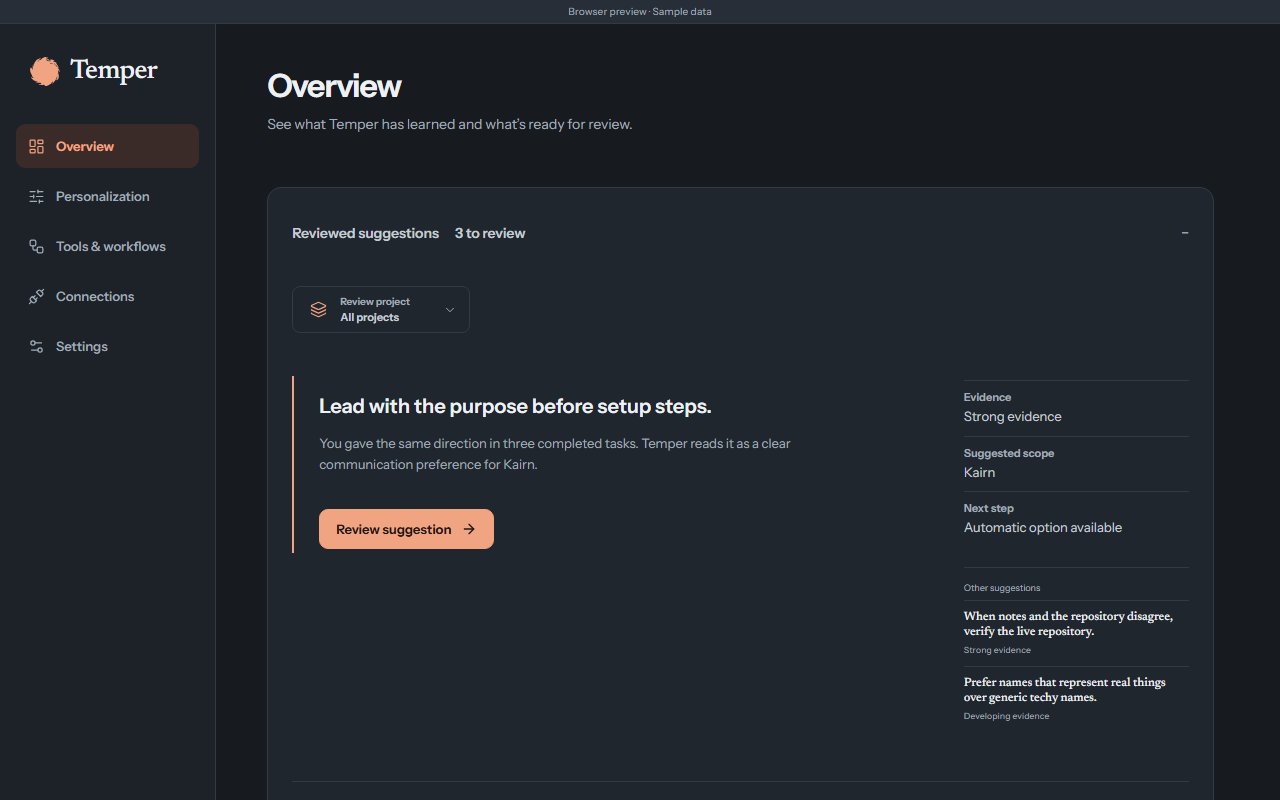 Browser preview · Sample data
Temper
Overview
Personalization
Tools & workflows
Connections
Settings
Overview
See what Temper has learned and what's ready for review.
Reviewed suggestions 3 to review
Review project
All projects
Lead with the purpose before setup steps.
You gave the same direction in three completed tasks. Temper reads it as a clear
communication preference for Kairn.
Review suggestion
Evidence
Strong evidence
Suggested scope
Kairn
Next step
Automatic option available
Other suggestions
When notes and the repository disagree,
verify the live repository.
Strong evidence
Prefer names that represent real things
over generic techy names.
Developing evidence